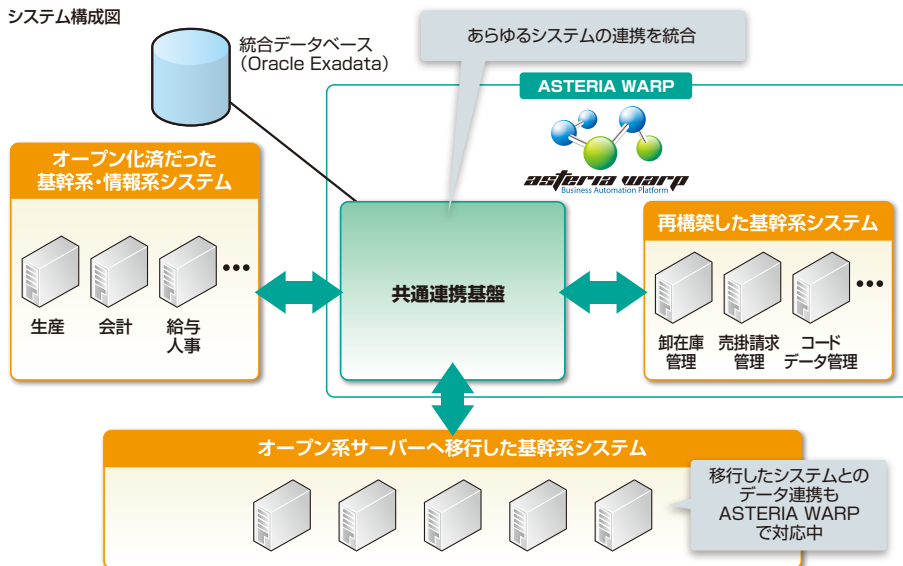 システム構成図
統合データベース
（Oracle Exadata）
あらゆるシステムの連携を統合
ASTERIA WARP
asteria warp
Business Automation Platform
オープン化済だった
基幹系・情報系システム
生産
会計
給与
人事
•••
共通連携基盤
再構築した基幹系システム
卸在庫
管理
売掛請求
管理
コード
データ管理
•••
オープン系サーバーへ移行した基幹系システム
移行したシステムとの
データ連携も
ASTERIA WARP
で対応中